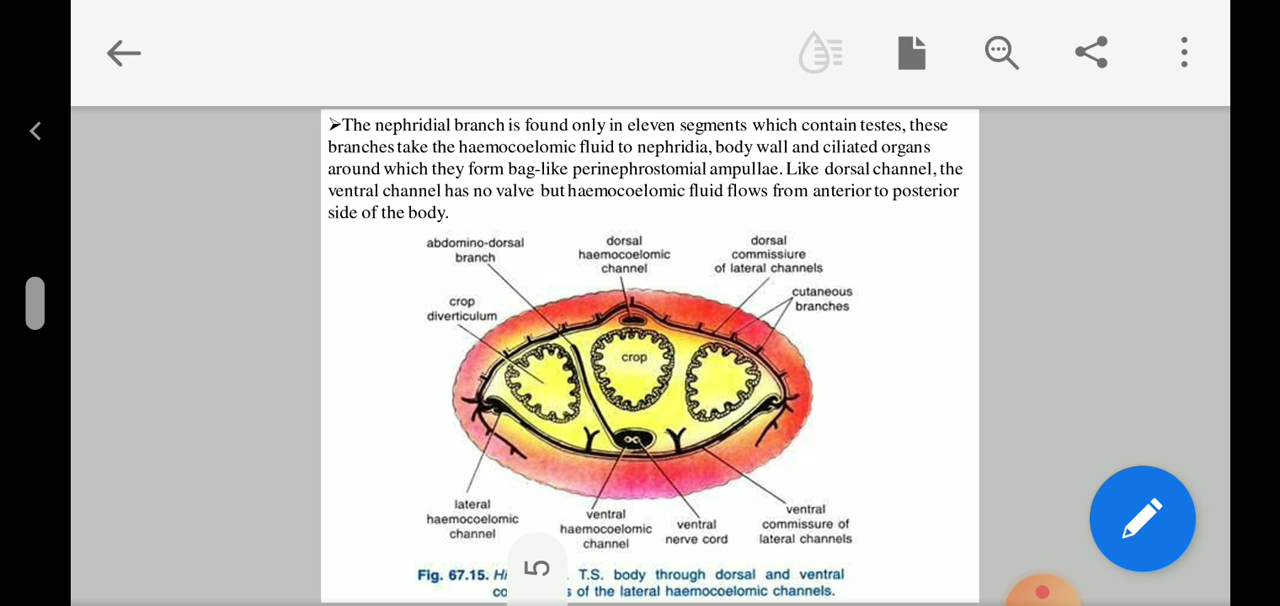 ➢The nephridial branch is found only in eleven segments which contain testes, these
branches take the haemocoelomic fluid to nephridia, body wall and ciliated organs
around which they form bag-like perinephrostomial ampullae. Like dorsal channel, the
ventral channel has no valve but haemocoelomic fluid flows from anterior to posterior
side of the body.
abdomino-dorsal
branch
dorsal
haemocoelomic
channel
dorsal
commissiure
of lateral channels
cutaneous
branches
crop
diverticulum
crop
lateral
haemocoelomic
channel
ventral
haemocoelomic
channel
ventral
nerve cord
ventral
commissure of
lateral channels
5
Fig. 67.15. T.S. body through dorsal and ventral
of the lateral haemocoelomic channels.